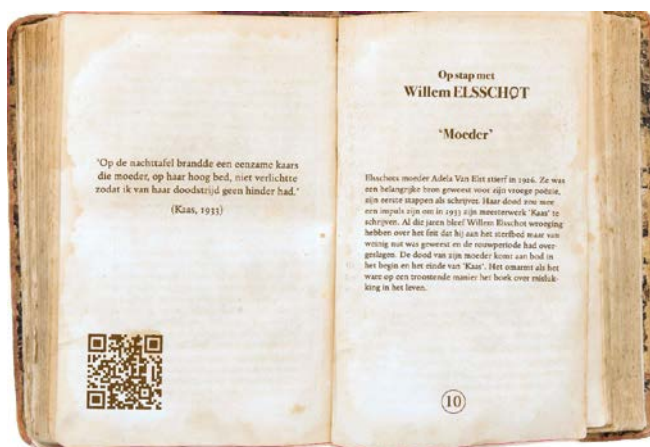 'Op de nachttafel brandde een eenzame kaars
die moeder, op haar hoog bed, niet verlichtte
zodat ik van haar doodstrijd geen hinder had.'
(Kaas, 1933)
Op stap met
Willem ELSSCHOT
'Moeder'
Elsschots moeder Adela Van Elst stierf in 1926. Ze was
een belangrijke bron geweest voor zijn vroege poëzie,
zijn eerste stappen als schrijver. Haar dood zou mee
een impuls zijn om in 1933 zijn meesterwerk 'Kaas' te
schrijven. Al die jaren bleef Willem Elsschot wroeging
hebben over het feit dat hij aan het sterfbed maar van
weinig nut was geweest en de rouwperiode had over-
geslagen. De dood van zijn moeder komt aan bod in
het begin en het einde van 'Kaas'. Het omarmt als het
ware op een troostende manier het boek over misluk-
king in het leven.
10